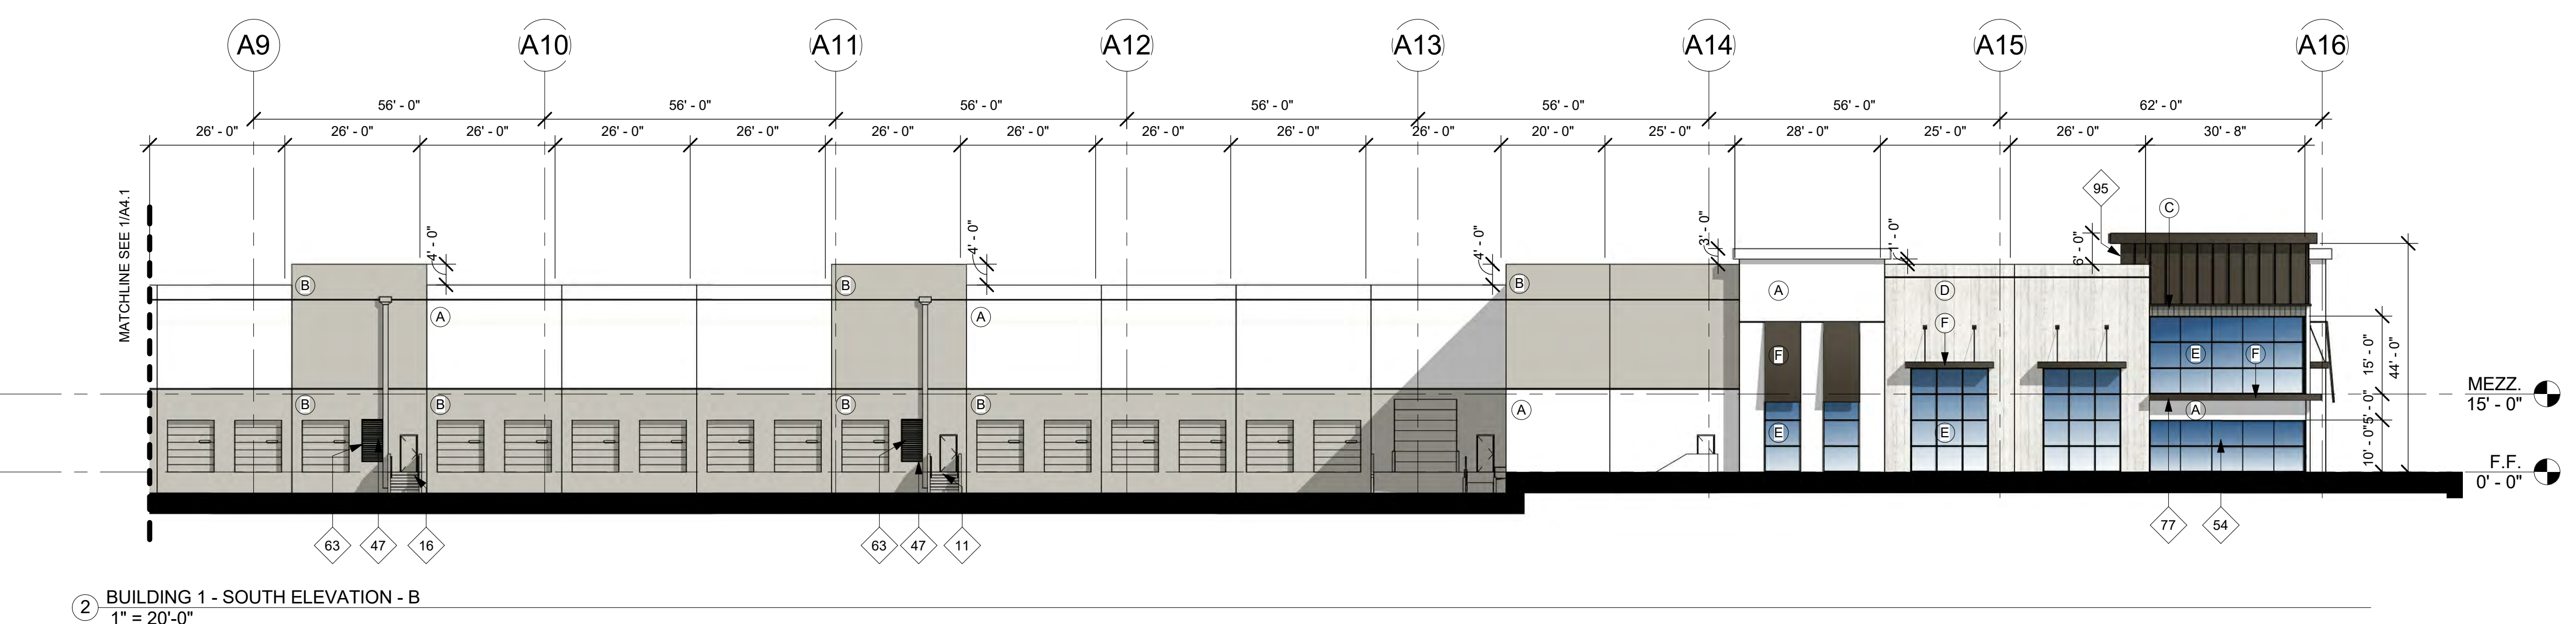 A9 A10 A11 A12 A13 A14 A15 A16
56' - 0" 56' - 0" 56' - 0" 56' - 0" 56' - 0" 56' - 0" 62' - 0"
26' - 0" 26' - 0" 26' - 0" 26' - 0" 26' - 0" 26' - 0" 26' - 0" 26' - 0" 26' - 0" 26' - 0" 20' - 0" 25' - 0" 28' - 0" 25' - 0" 26' - 0" 30' - 8"
MATCHLINE SEE 1/A4.1
4' - 0" 4' - 0" 4' - 0" 3' - 0" 1' - 0" 6' - 0"
95
C
B B B A D
A A F
F E F
15' - 0" 44' - 0"
B B B B A A
5' - 0"
MEZZ.
15' - 0"
E E
10' - 0"
F.F.
0' - 0"
77 54
63 47 16 63 47 11
2 BUILDING 1 - SOUTH ELEVATION - B
1" = 20'-0"